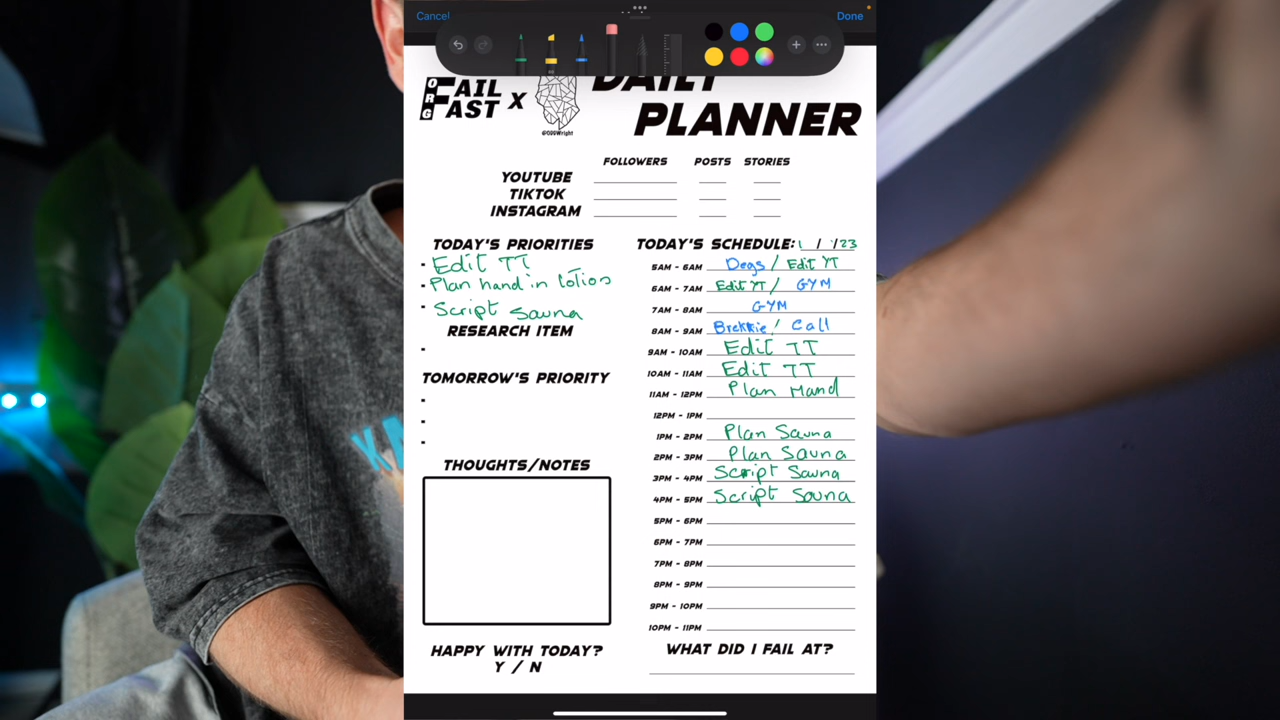 Cancel
Done
FAIL FAST ORG X
@ODDWright
DAILY
PLANNER
FOLLOWERS POSTS STORIES
YOUTUBE
TIKTOK
INSTAGRAM
TODAY'S PRIORITIES
- Edit TT
- Plan hand in lotion
- Script Sauna
RESEARCH ITEM
-
TOMORROW'S PRIORITY
-
-
-
THOUGHTS/NOTES
HAPPY WITH TODAY?
Y / N
TODAY'S SCHEDULE: 1 / /23
5AM - 6AM Dogs / Edit YT
6AM - 7AM Edit YT / GYM
7AM - 8AM GYM
8AM - 9AM Brekkie / Call
9AM - 10AM Edit TT
10AM - 11AM Edit TT
11AM - 12PM Plan Hand
12PM - 1PM
1PM - 2PM Plan Sauna
2PM - 3PM Plan Sauna
3PM - 4PM Script Sauna
4PM - 5PM Script Sauna
5PM - 6PM
6PM - 7PM
7PM - 8PM
8PM - 9PM
9PM - 10PM
10PM - 11PM
WHAT DID I FAIL AT?